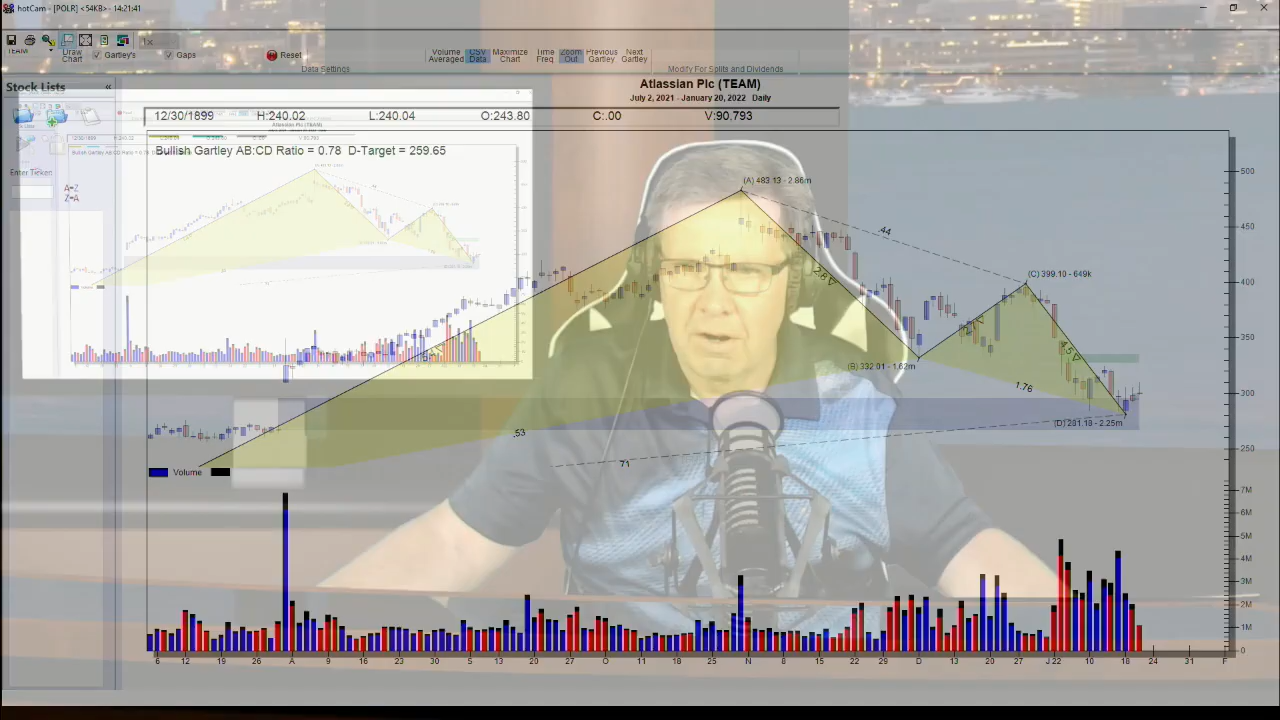 hotCam - [POLR] <54KB> - 14:21:41
TEAM
Draw
Chart
Gartley's
Gaps
Reset
Data Settings
Volume
Averaged
CSV
Data
Maximize
Chart
Time
Freq
Zoom
Out
Previous
Gartley
Next
Gartley
Modify For Splits and Dividends
Stock Lists
Enter Ticker
A=Z
Z=A
Atlassian Plc (TEAM)
July 2, 2021 - January 20, 2022 Daily
12/30/1899 H:240.02 L:240.04 O:243.80 C:.00 V:90.793
Bullish Gartley AB:CD Ratio = 0.78 D-Target = 259.65
(A) 483.13 - 2.86m
.44
(C) 399.10 - 649k
(B) 332.01 - 1.62m
1.76
(D) 281.18 - 2.25m
.53
.71
Volume
500
450
400
350
300
250
7M
6M
5M
4M
3M
2M
1M
0
6 12 19 26 A 9 16 23 30 S 13 20 27 O 11 18 25 N 8 15 22 29 D 13 20 27 J 22 10 18 24 31 F